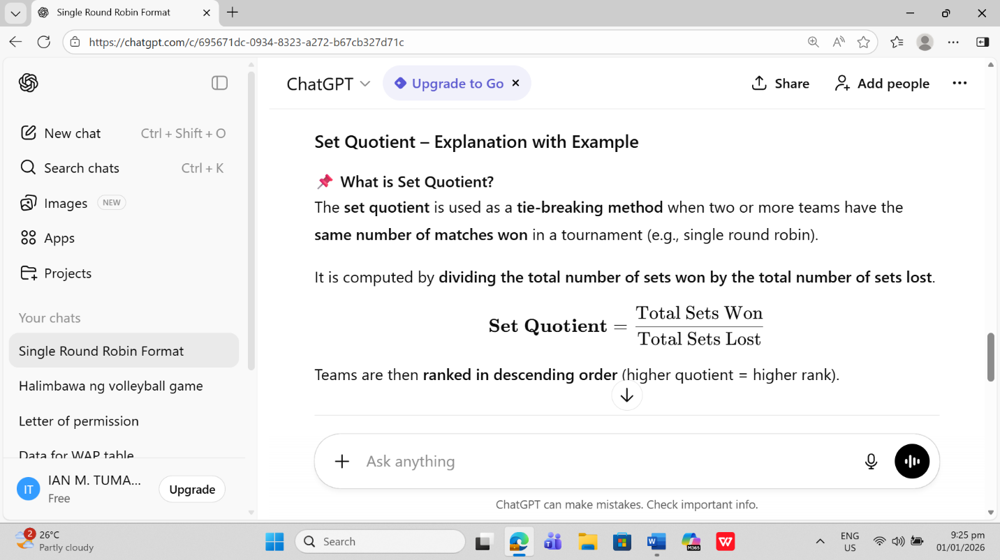 Single Round Robin Format
https://chatgpt.com/c/695671dc-0934-8323-a272-b67cb327d71c
New chat Ctrl + Shift + O
Search chats Ctrl + K
Images NEW
Apps
Projects
Your chats
Single Round Robin Format
Halimbawa ng volleyball game
Letter of permission
Data for WAP table
IT
IAN M. TUMA...
Free
Upgrade
ChatGPT
Upgrade to Go
Share
Add people
Set Quotient – Explanation with Example
📌 What is Set Quotient?
The set quotient is used as a tie-breaking method when two or more teams have the
same number of matches won in a tournament (e.g., single round robin).
It is computed by dividing the total number of sets won by the total number of sets lost.
Set Quotient = Total Sets Won
Total Sets Lost
Teams are then ranked in descending order (higher quotient = higher rank).
Ask anything
ChatGPT can make mistakes. Check important info.
2
26°C
Partly cloudy
Search
M365
ENG
US
9:25 pm
01/01/2026